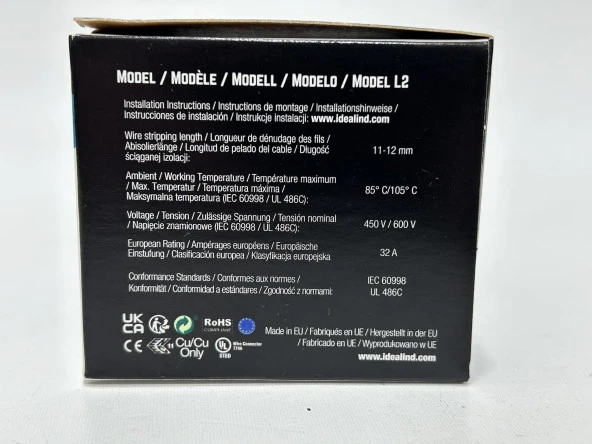 MODEL / MODÈLE / MODELL / MODELO / MODEL L2
Installation Instructions / Instructions de montage / Installationshinweise /
Instrucciones de instalación / Instrukcje instalacji: www.idealind.com
Wire stripping length / Longueur de dénudage des fils /
Abisolierlänge / Longitud de pelado del cable / Długość
ściąganej izolacji:
11-12 mm
Ambient / Working Temperature / Température maximum
/ Max. Temperatur / Temperatura máxima /
Maksymalna temperatura (IEC 60998 / UL 486C)
85° C/105° C
Voltage / Tension / Zulässige Spannung / Tensión nominal
/ Napięcie znamionowe (IEC 60998 / UL 486C):
450 V / 600 V
European Rating / Ampérages européens / Europäische
Einstufung / Clasificación europea / Klasyfikacja europejska
32 A
Conformance Standards / Conformes aux normes /
Konformität / Conformidad a estándares / Zgodność z normami:
IEC 60998
UL 486C
UK
CA
RoHS
COMPLIANT
CE
11
Cu/Cu
Only
UL
LISTED
Wire Connector
Made in EU / Fabriqués en UE / Hergestellt in der EU
/ Fabricado en UE / Wyprodukowano w UE
www.idealind.com